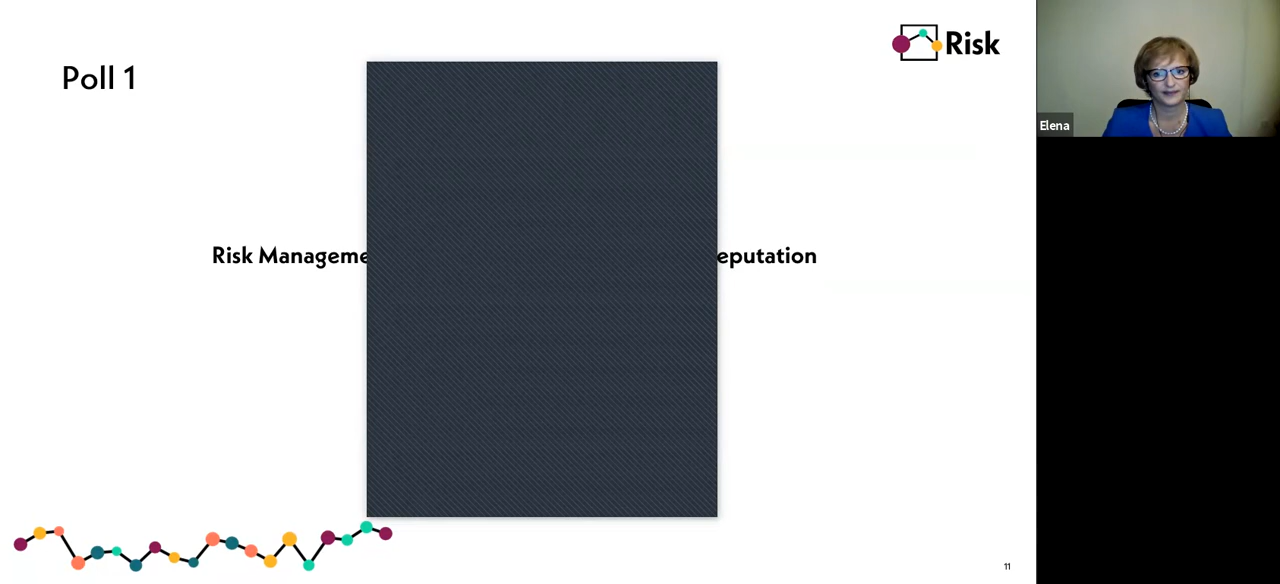 Risk
Poll 1
Elena
Risk Manageme
eputation
11